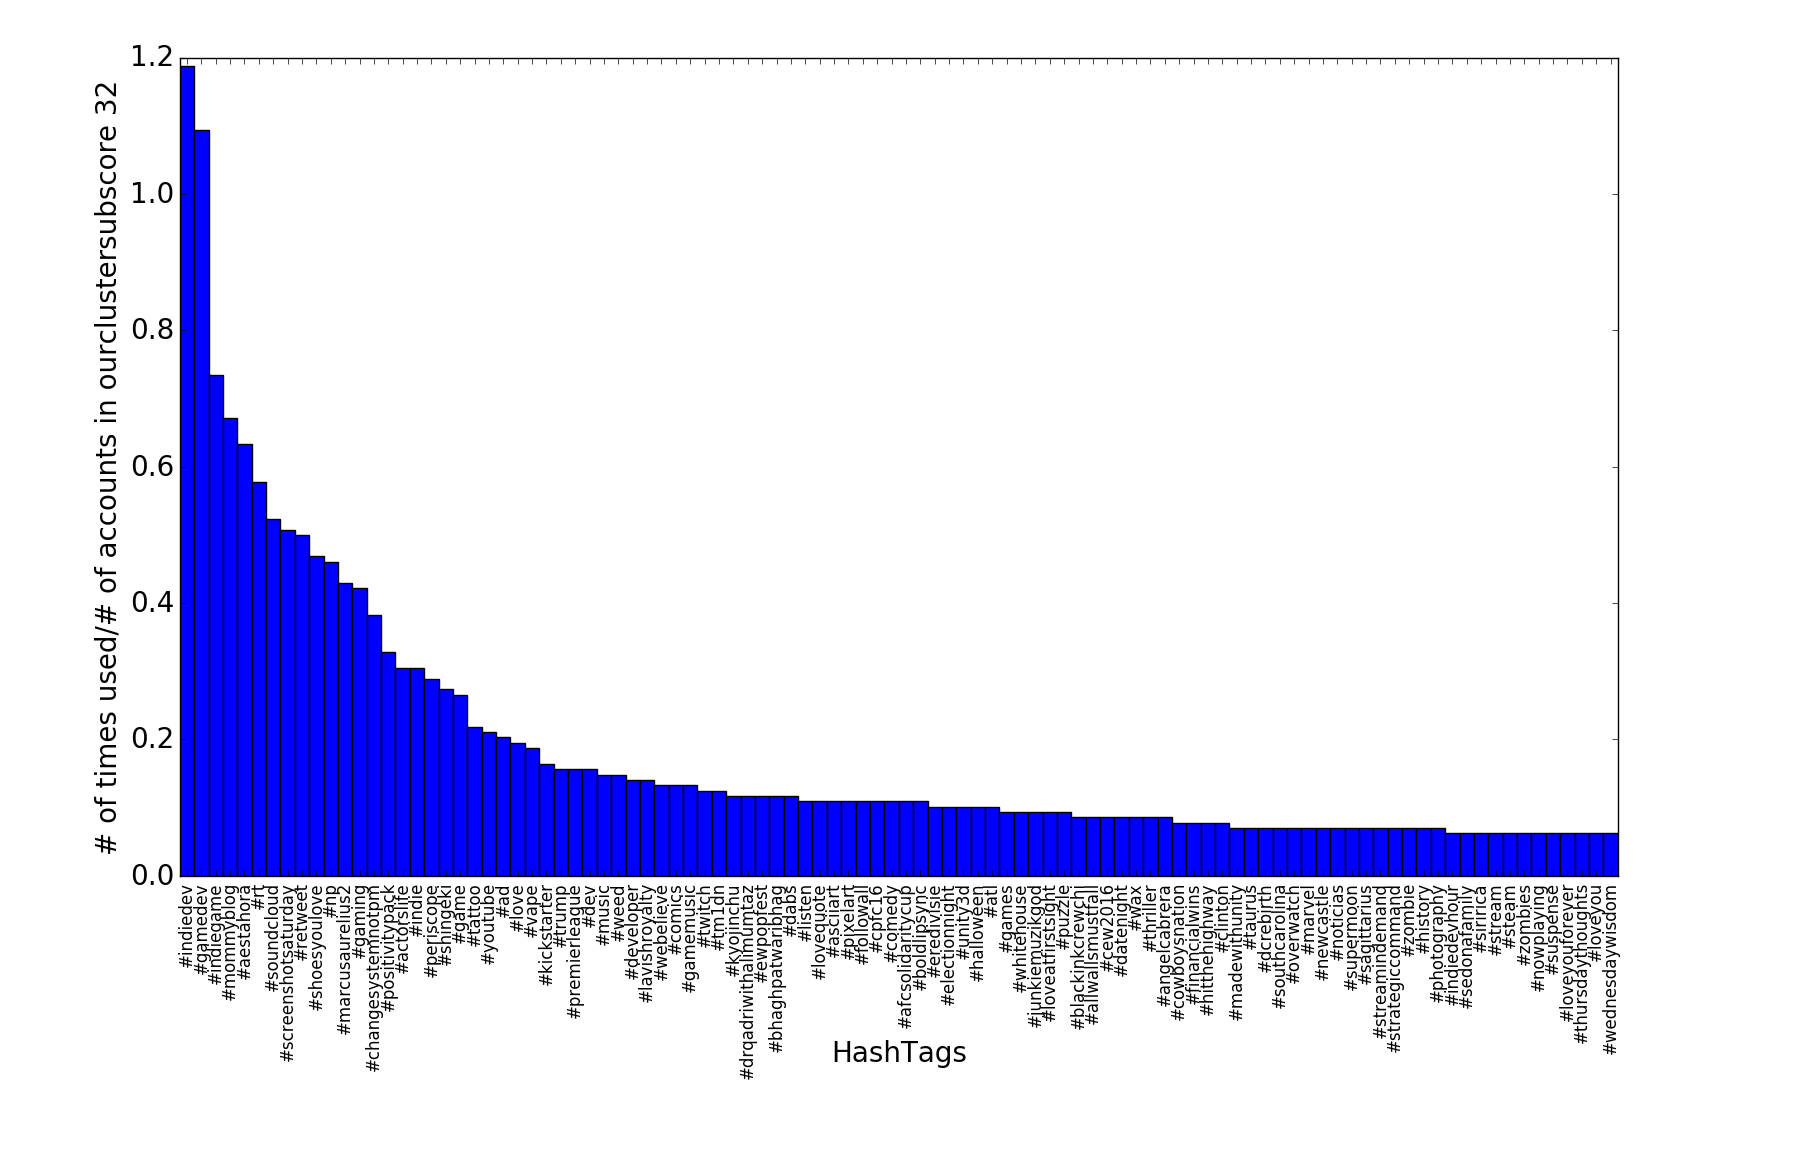 # of times used/# of accounts in ourclustersubscore 32
1.2
1.0
0.8
0.6
0.4
0.2
0.0
#indiedev
#gamedev
#indiegame
#mommyblog
#aestahora
#rt
#soundcloud
#screenshotsaturday
#retweet
#shoesyoulove
#np
#marcusaurelius2
#gaming
#changesystemnotpm
#positivitypack
#actorslife
#indie
#periscope
#shingeki
#game
#tattoo
#youtube
#ad
#love
#vape
#kickstarter
#trump
#premierleague
#dev
#music
#weed
#developer
#lavishroyalty
#webelieve
#comics
#gamemusic
#twitch
#tm1dn
#kyojinchu
#drqadriwithalimumtaz
#ewpopfest
#bhaghpatwaribhag
#dabs
#listen
#lovequote
#asciiart
#pixelart
#followall
#cpfc16
#comedy
#afcsolidaritycup
#boldlipsync
#eredivisie
#electionnight
#unity3d
#halloween
#atl
#games
#whitehouse
#junkiemuzikgod
#loveatfirstsight
#puzzle
#blackinkcrewchi
#allwallsmustfall
#cew2016
#datenight
#wax
#thriller
#angelcabrera
#cowboysnation
#financialwins
#hitthehighway
#clinton
#madewithunity
#taurus
#dcrebirth
#southcarolina
#overwatch
#marvel
#newcastle
#noticias
#supermoon
#sagittarius
#streamindemand
#strategiccommand
#zombie
#history
#photography
#indiedevhour
#sedonafamily
#siririca
#stream
#steam
#zombies
#nowplaying
#suspense
#loveyouforever
#thursdaythoughts
#loveyou
#wednesdaywisdom
HashTags